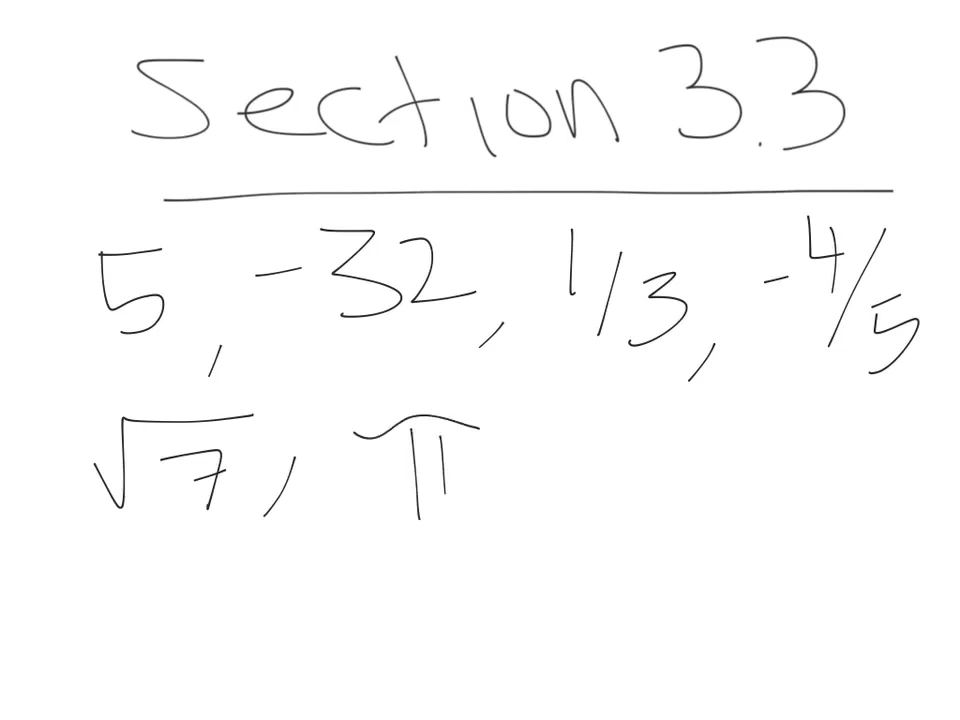 Section 3.3
5, -32, 1/3, -4/5
√7, π